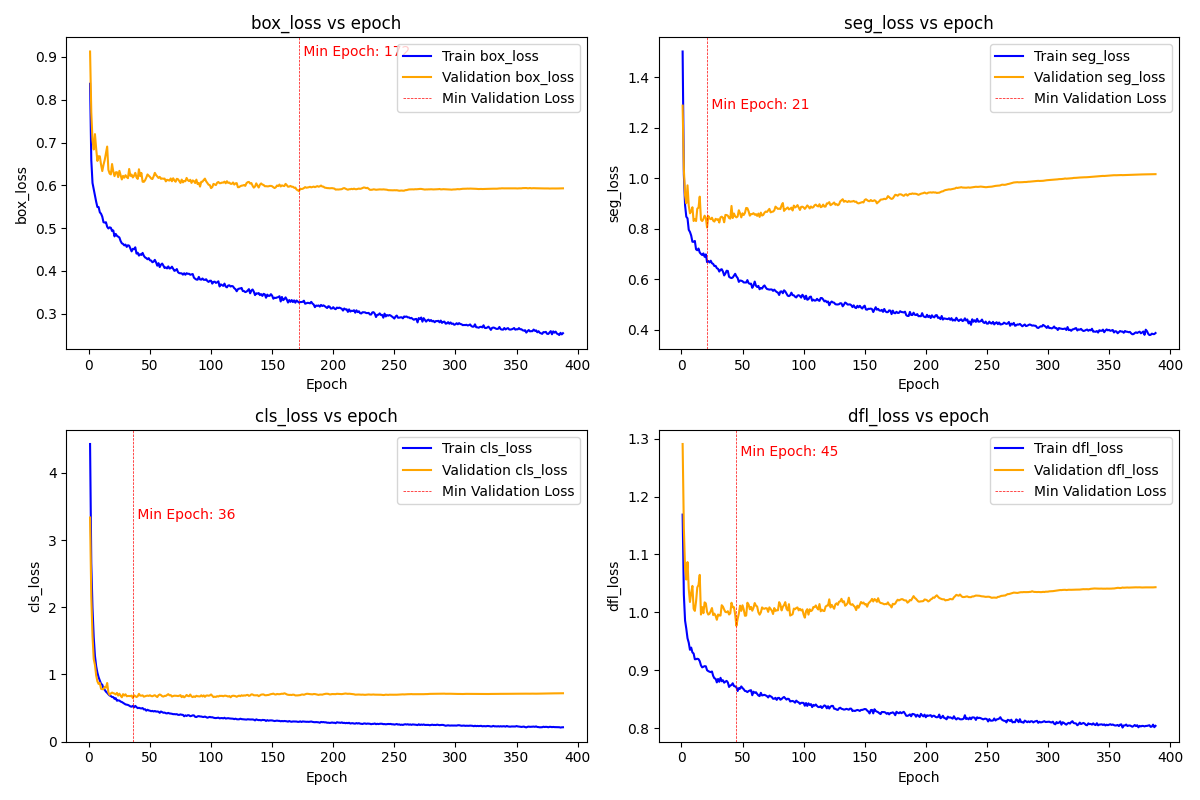 box_loss vs epoch
Min Epoch: 172
Train box_loss
Validation box_loss
Min Validation Loss
0.9
0.8
0.7
0.6
0.5
0.4
0.3
box_loss
0 50 100 150 200 250 300 350 400
Epoch
seg_loss vs epoch
Min Epoch: 21
Train seg_loss
Validation seg_loss
Min Validation Loss
1.4
1.2
1.0
0.8
0.6
0.4
seg_loss
0 50 100 150 200 250 300 350 400
Epoch
cls_loss vs epoch
Min Epoch: 36
Train cls_loss
Validation cls_loss
Min Validation Loss
4
3
2
1
0
cls_loss
0 50 100 150 200 250 300 350 400
Epoch
dfl_loss vs epoch
Min Epoch: 45
Train dfl_loss
Validation dfl_loss
Min Validation Loss
1.3
1.2
1.1
1.0
0.9
0.8
dfl_loss
0 50 100 150 200 250 300 350 400
Epoch